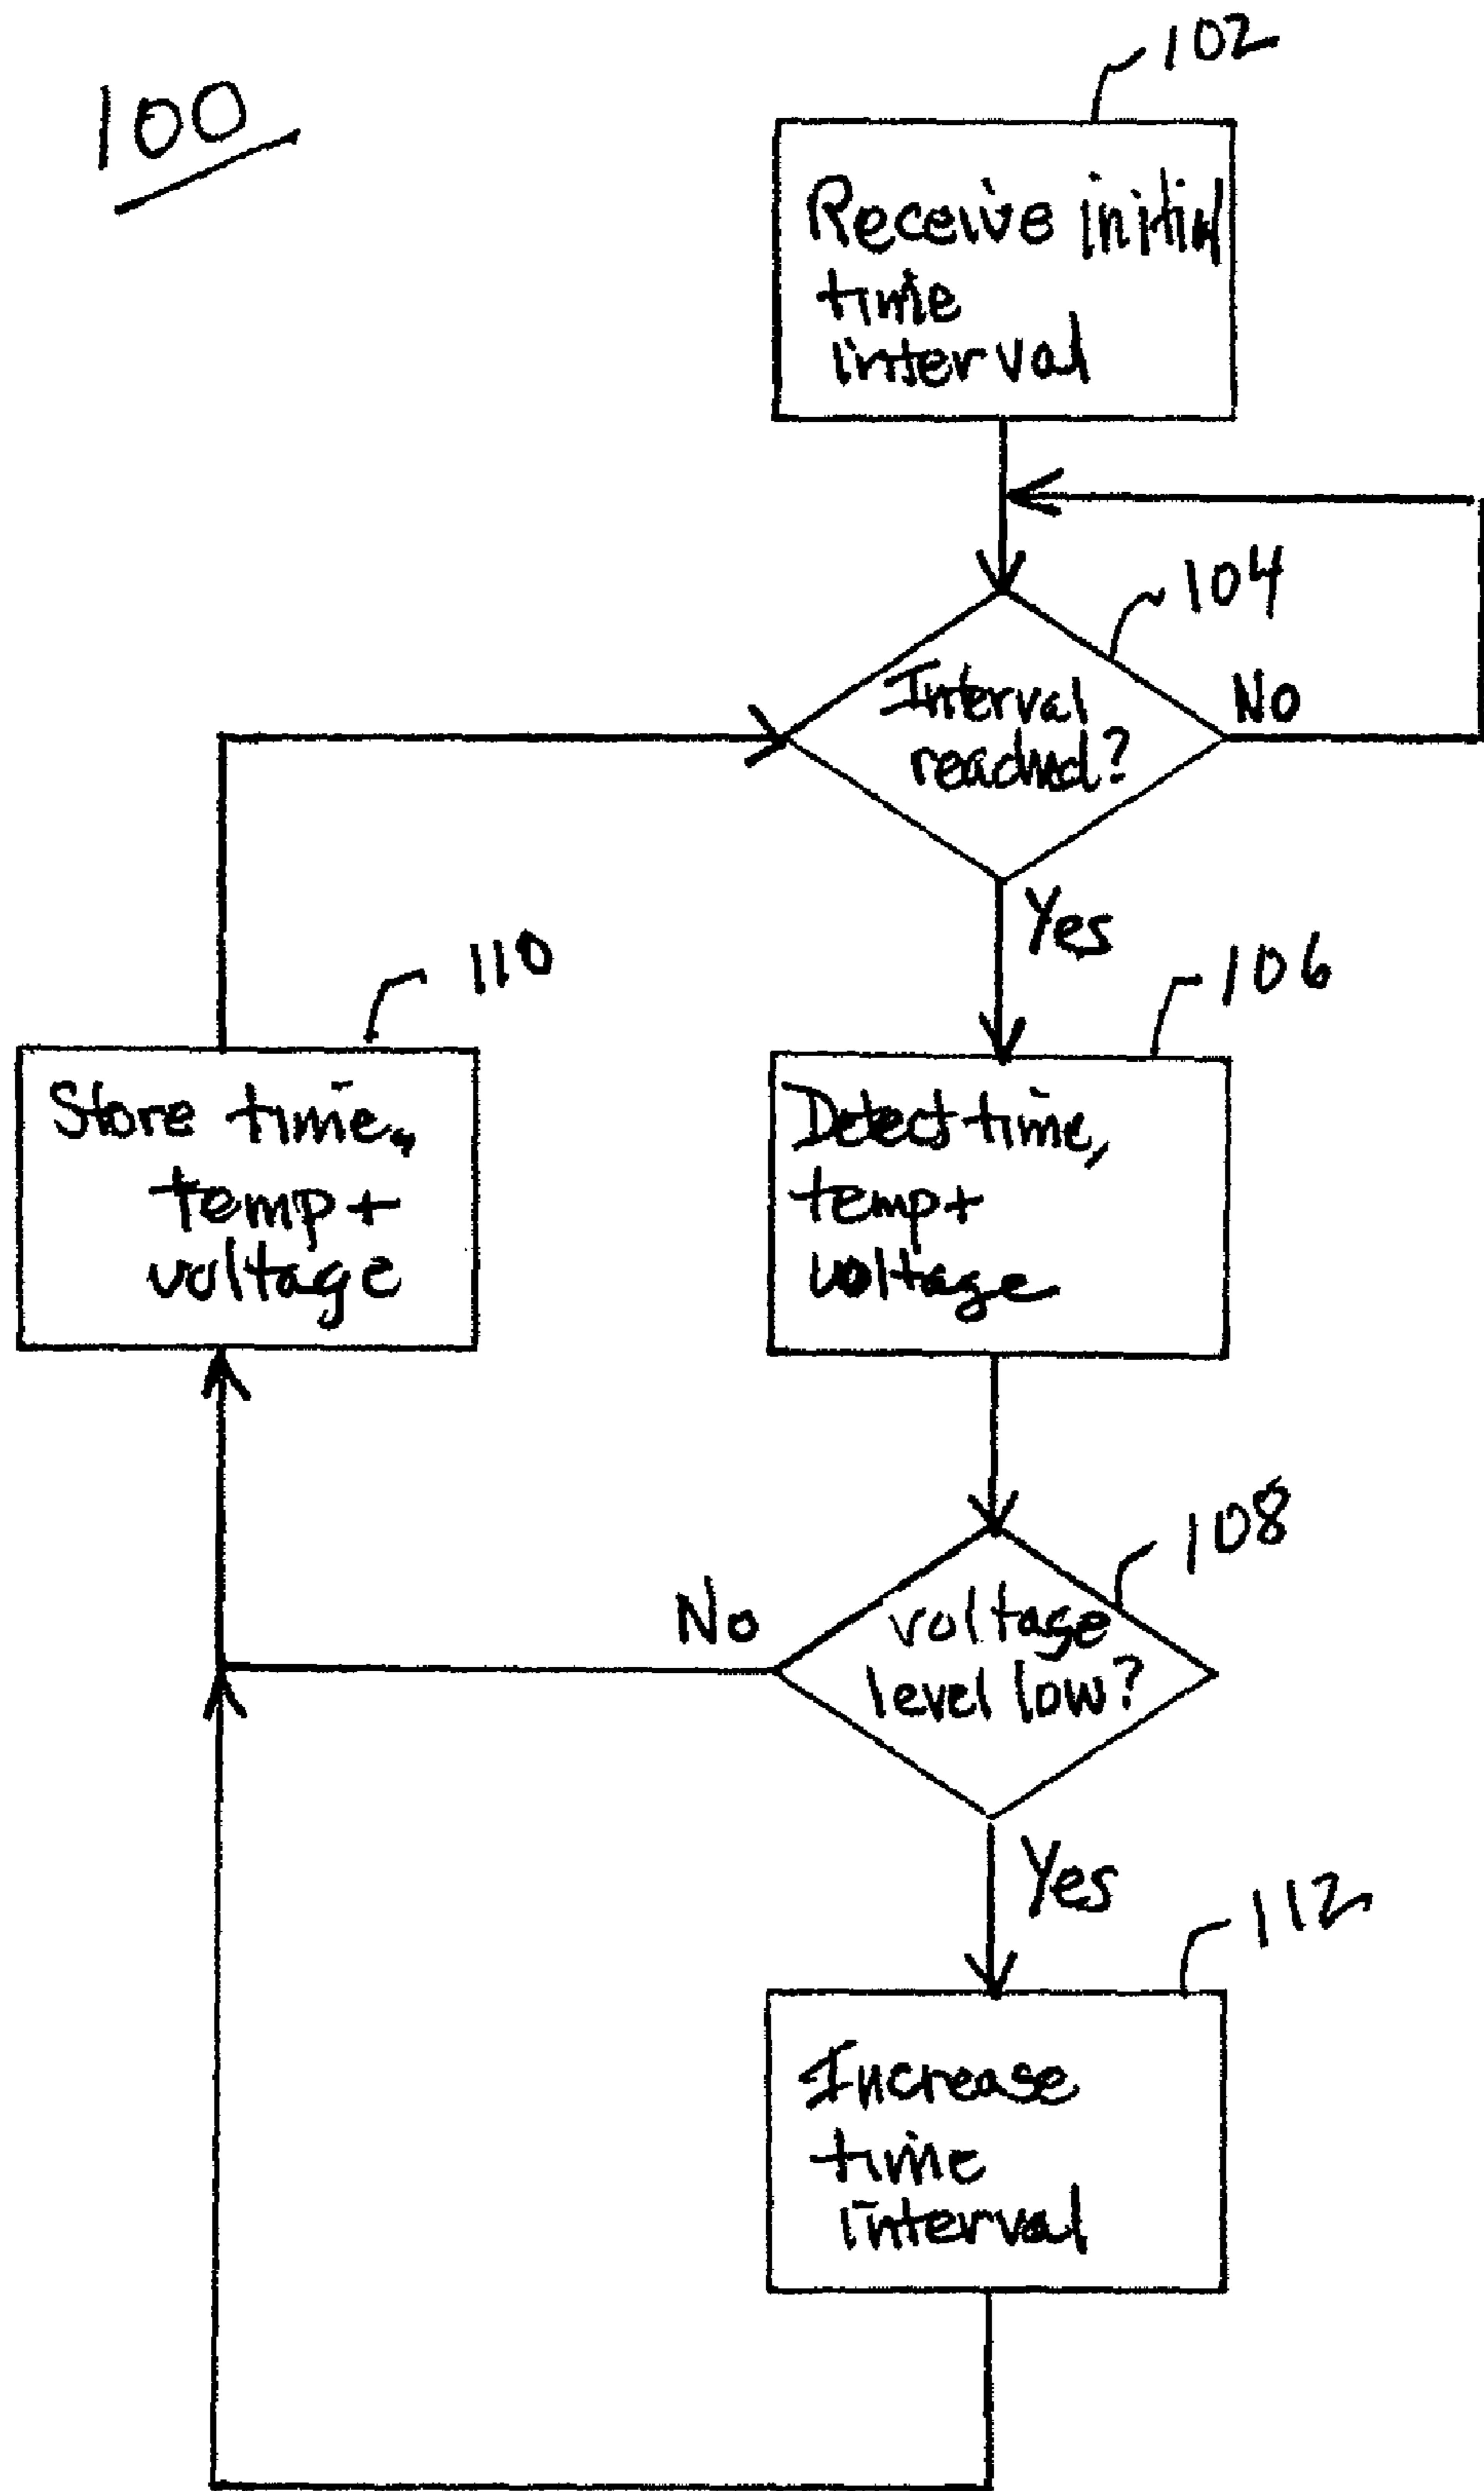 100
102
Receive initial
time
interval
104
Interval
reached?
No
Yes
110
106
Store time,
temp +
voltage
Detect time,
temp +
voltage
108
No
voltage
level low?
Yes
112
Increase
time
interval